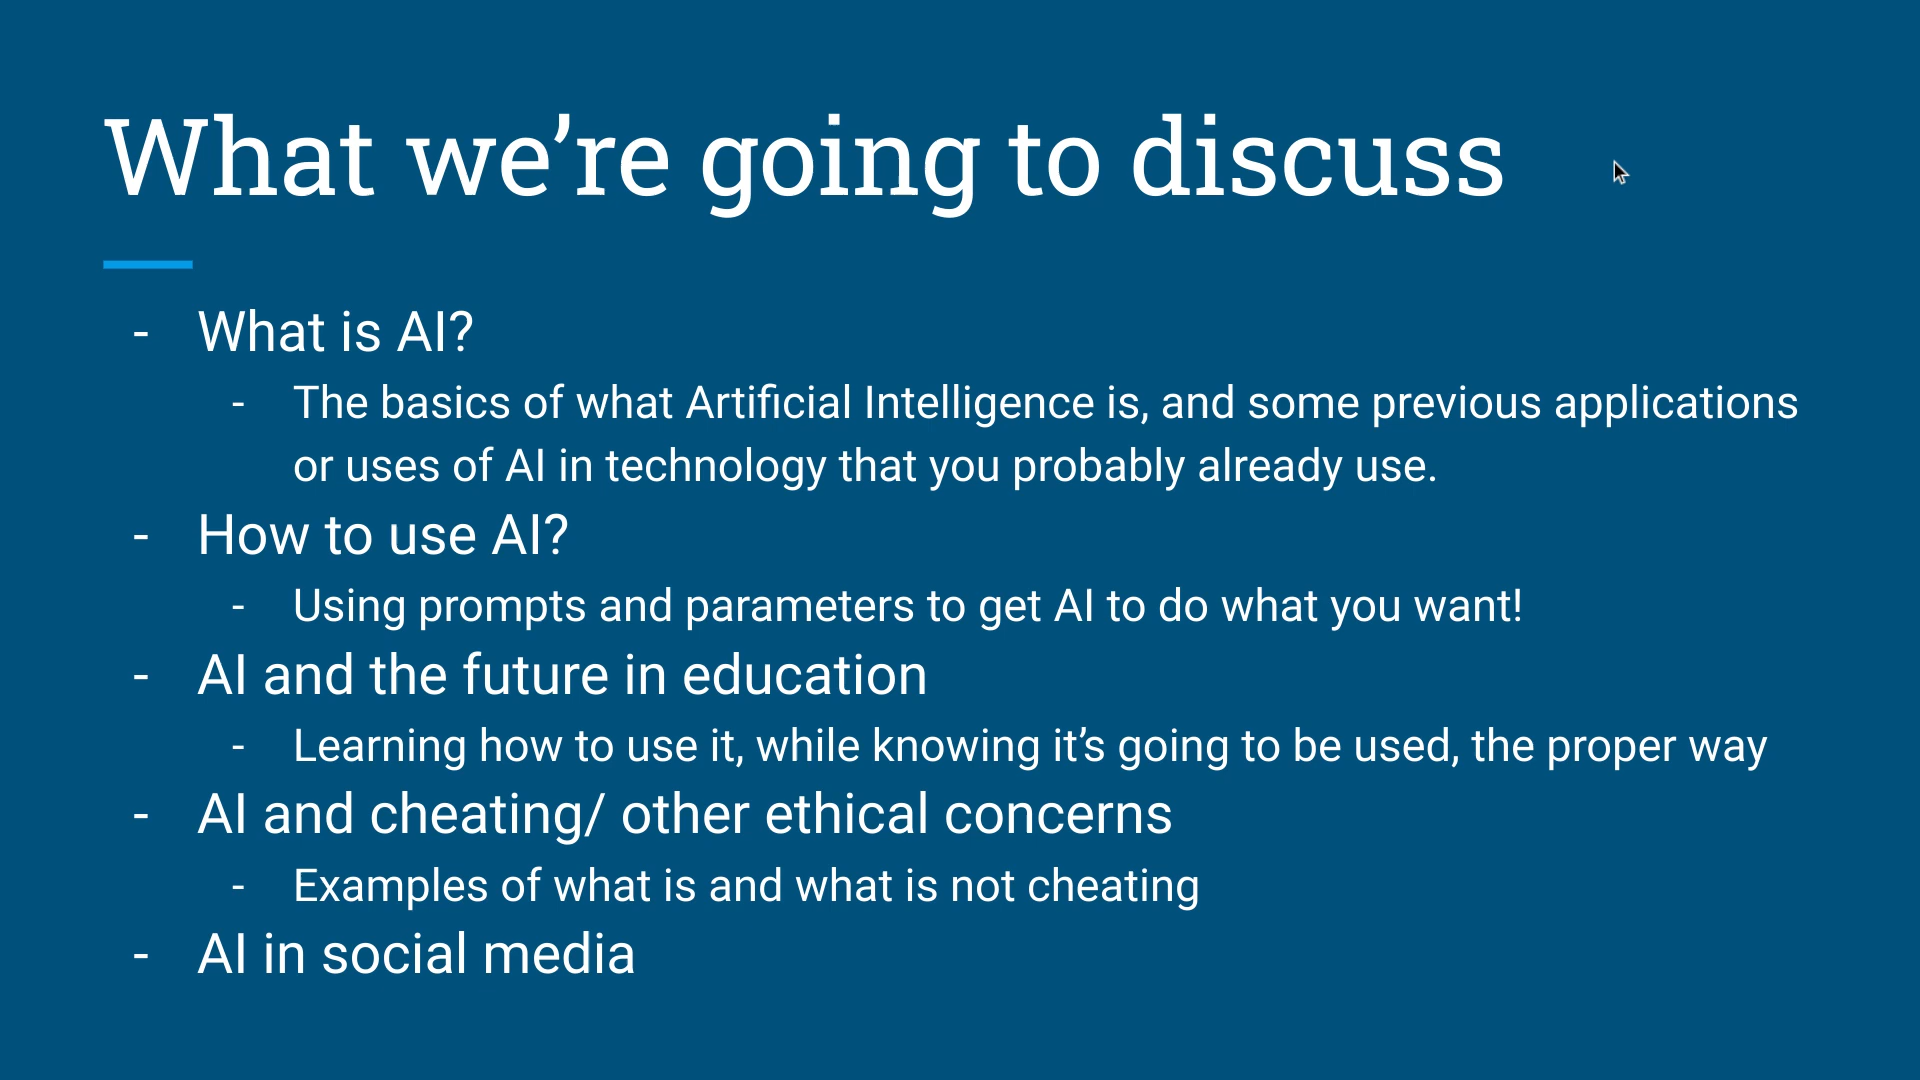 What we’re going to discuss
- What is AI?
- The basics of what Artificial Intelligence is, and some previous applications
or uses of AI in technology that you probably already use.
- How to use AI?
- Using prompts and parameters to get AI to do what you want!
- AI and the future in education
- Learning how to use it, while knowing it’s going to be used, the proper way
- AI and cheating/ other ethical concerns
- Examples of what is and what is not cheating
- AI in social media